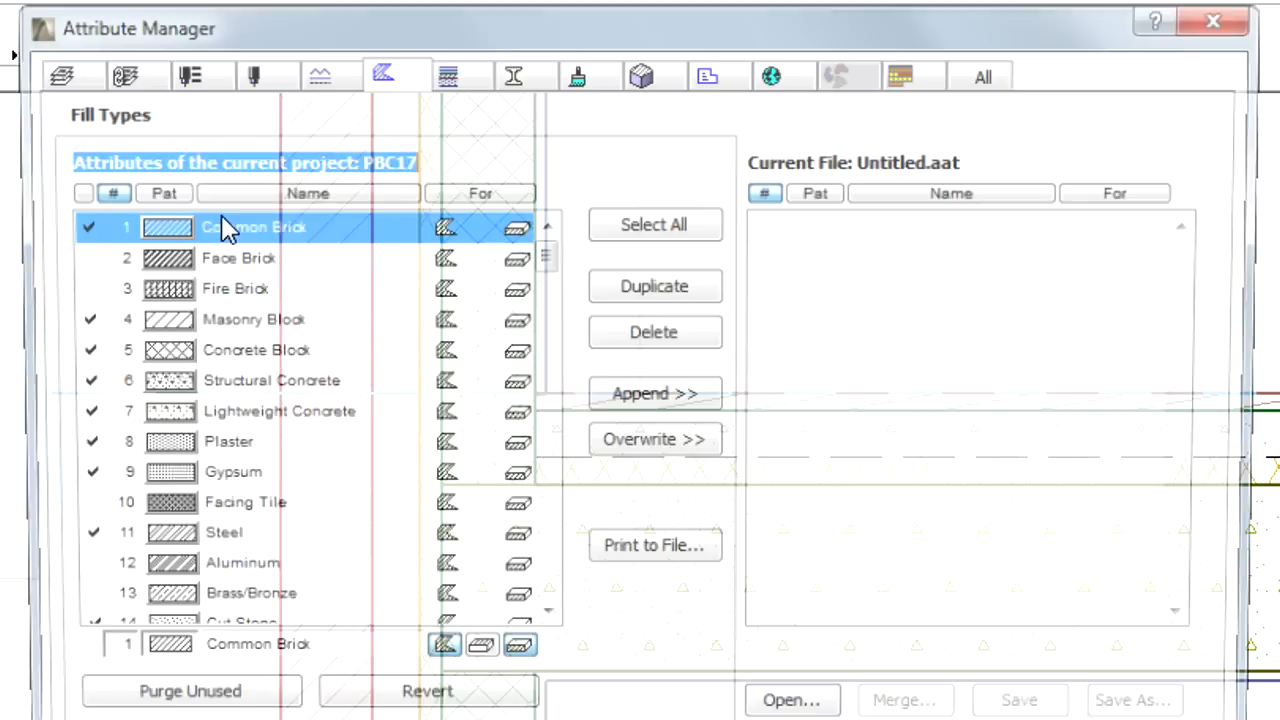 Attribute Manager
?
All
Fill Types
Attributes of the current project: PBC17
Current File: Untitled.aat
# Pat Name For
# Pat Name For
1 Common Brick
2 Face Brick
3 Fire Brick
4 Masonry Block
5 Concrete Block
6 Structural Concrete
7 Lightweight Concrete
8 Plaster
9 Gypsum
10 Facing Tile
11 Steel
12 Aluminum
13 Brass/Bronze
14 Cut Stone
1 Common Brick
Select All
Duplicate
Delete
Append >>
Overwrite >>
Print to File...
Purge Unused
Revert
Open...
Merge...
Save
Save As...